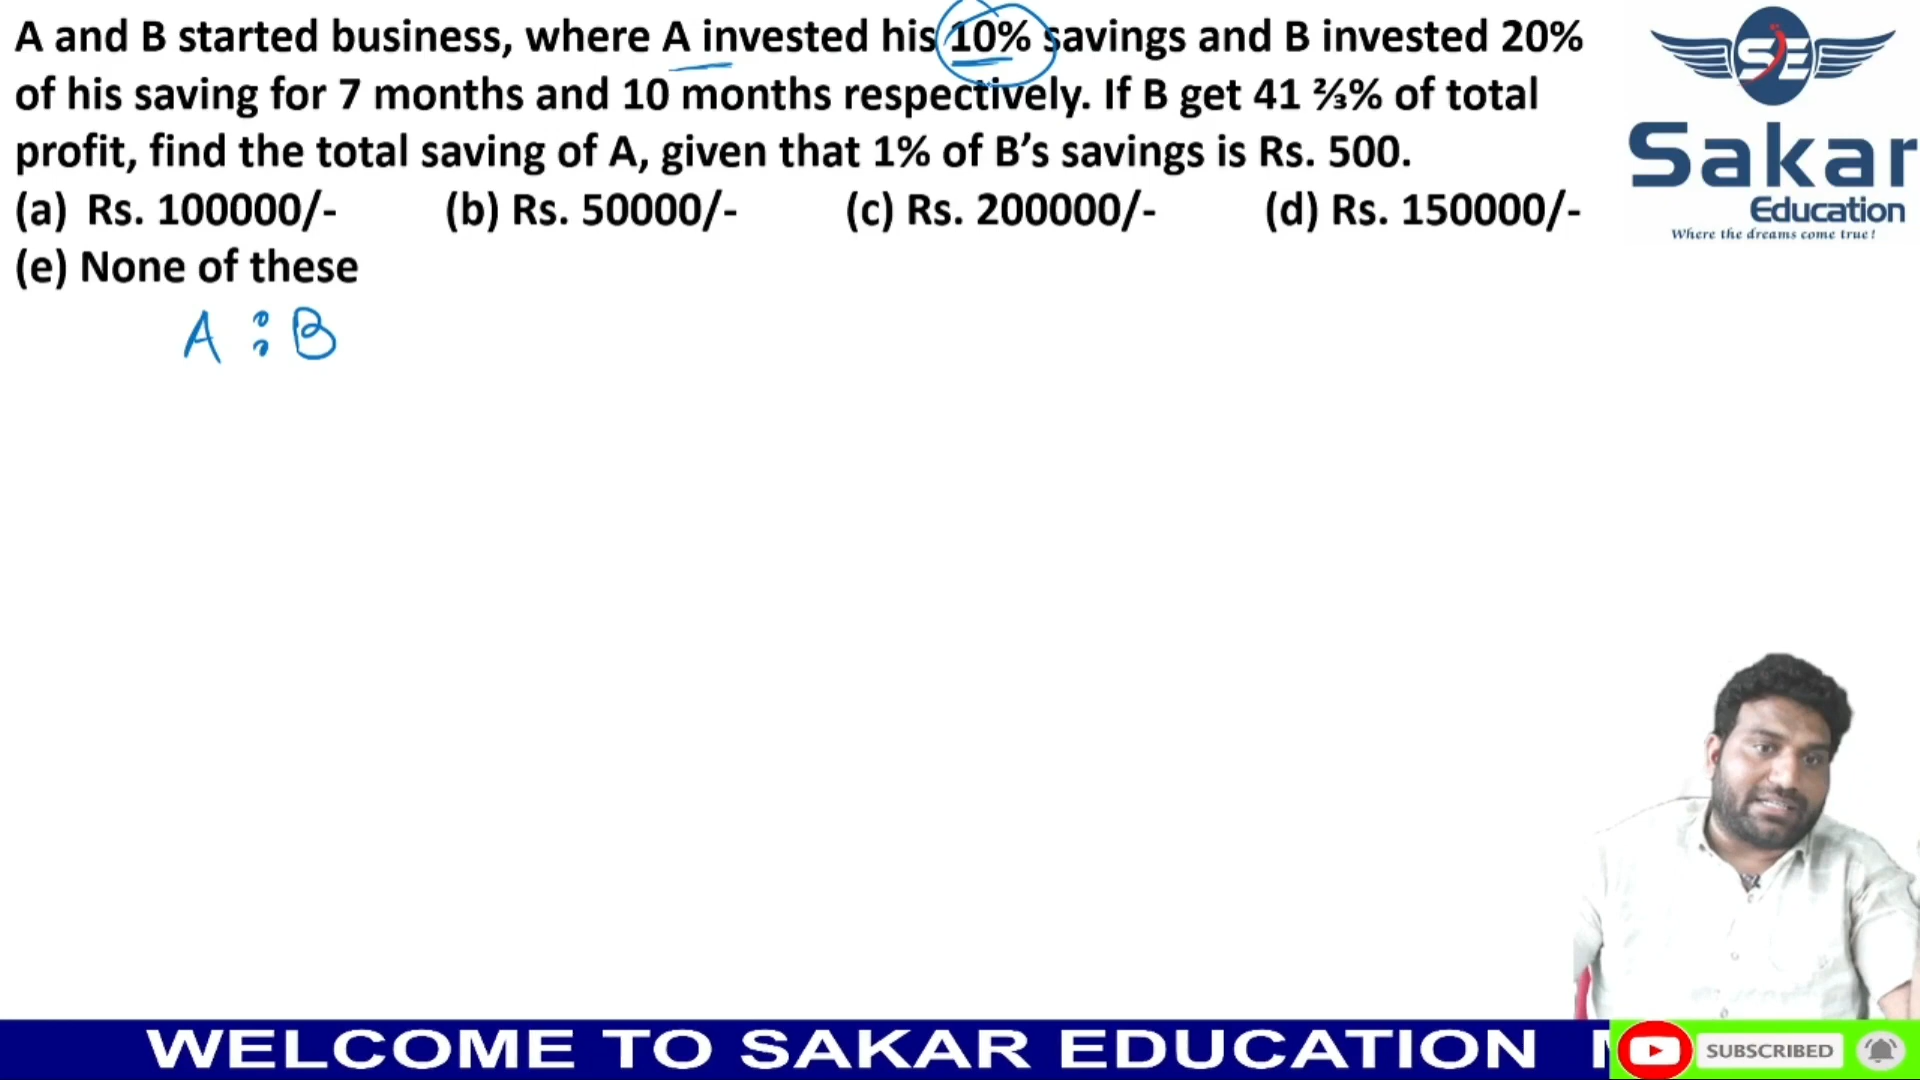 A and B started business, where A invested his 10% savings and B invested 20%
of his saving for 7 months and 10 months respectively. If B get 41 ⅔% of total
profit, find the total saving of A, given that 1% of B’s savings is Rs. 500.
(a) Rs. 100000/- (b) Rs. 50000/- (c) Rs. 200000/- (d) Rs. 150000/-
(e) None of these
A : B
SE
Sakar
Education
Where the dreams come true!
WELCOME TO SAKAR EDUCATION
SUBSCRIBED